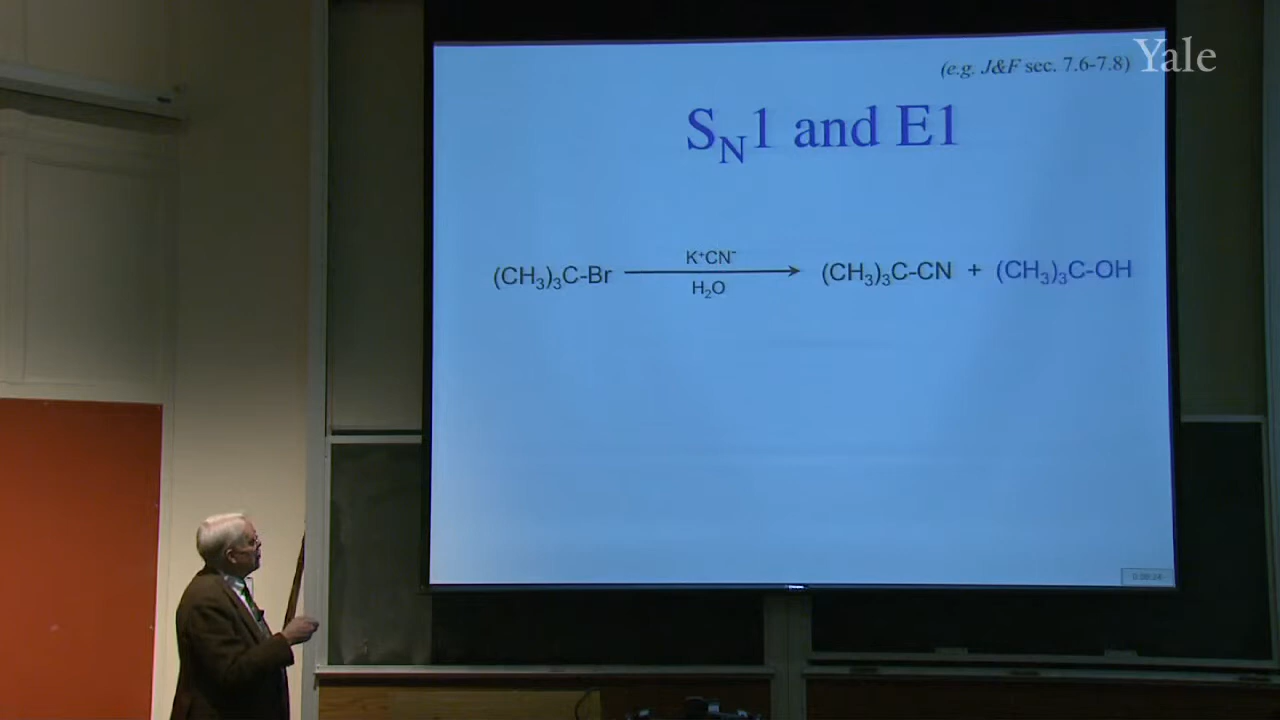 (e.g. J&F sec. 7.6-7.8) Yale
S_N1 and E1
K⁺CN⁻
(CH₃)₃C-Br → (CH₃)₃C-CN + (CH₃)₃C-OH
H₂O